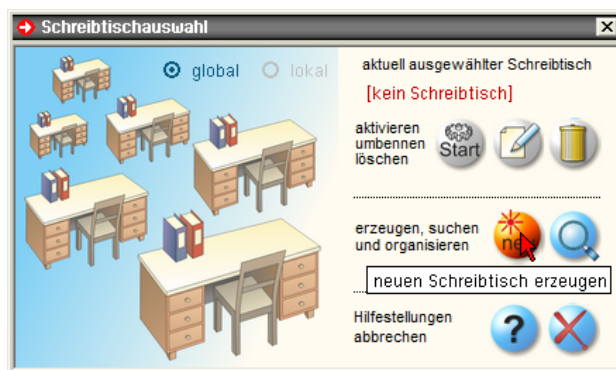 Schreibtischauswahl
global
lokal
aktuell ausgewählter Schreibtisch
[kein Schreibtisch]
aktivieren
umbennen
löschen
Start
erzeugen, suchen
und organisieren
neuen Schreibtisch erzeugen
Hilfestellungen
abbrechen
?